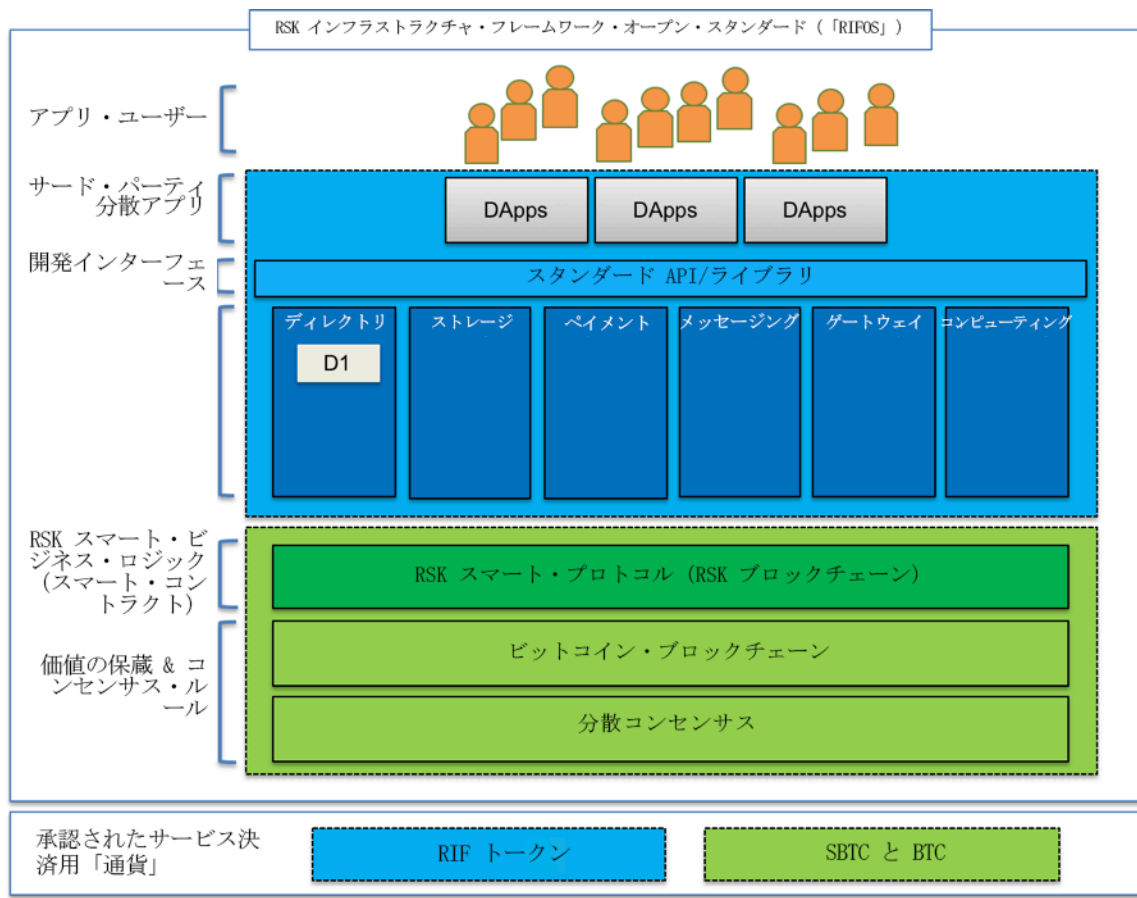 RSK インフラストラクチャ・フレームワーク・オープン・スタンダード (「RIFOS」)
アプリ・ユーザー
サード・パーティ
分散アプリ
DApps
DApps
DApps
開発インターフェ
ース
スタンダード API/ライブラリ
ディレクトリ
ストレージ
ペイメント
メッセージング
ゲートウェイ
コンピューティング
D1
RSK スマート・ビ
ジネス・ロジック
(スマート・コン
トラクト)
RSK スマート・プロトコル (RSK ブロックチェーン)
価値の保蔵 & コ
ンセンサス・ル
ール
ビットコイン・ブロックチェーン
分散コンセンサス
承認されたサービス決
済用「通貨」
RIF トークン
SBTC と BTC